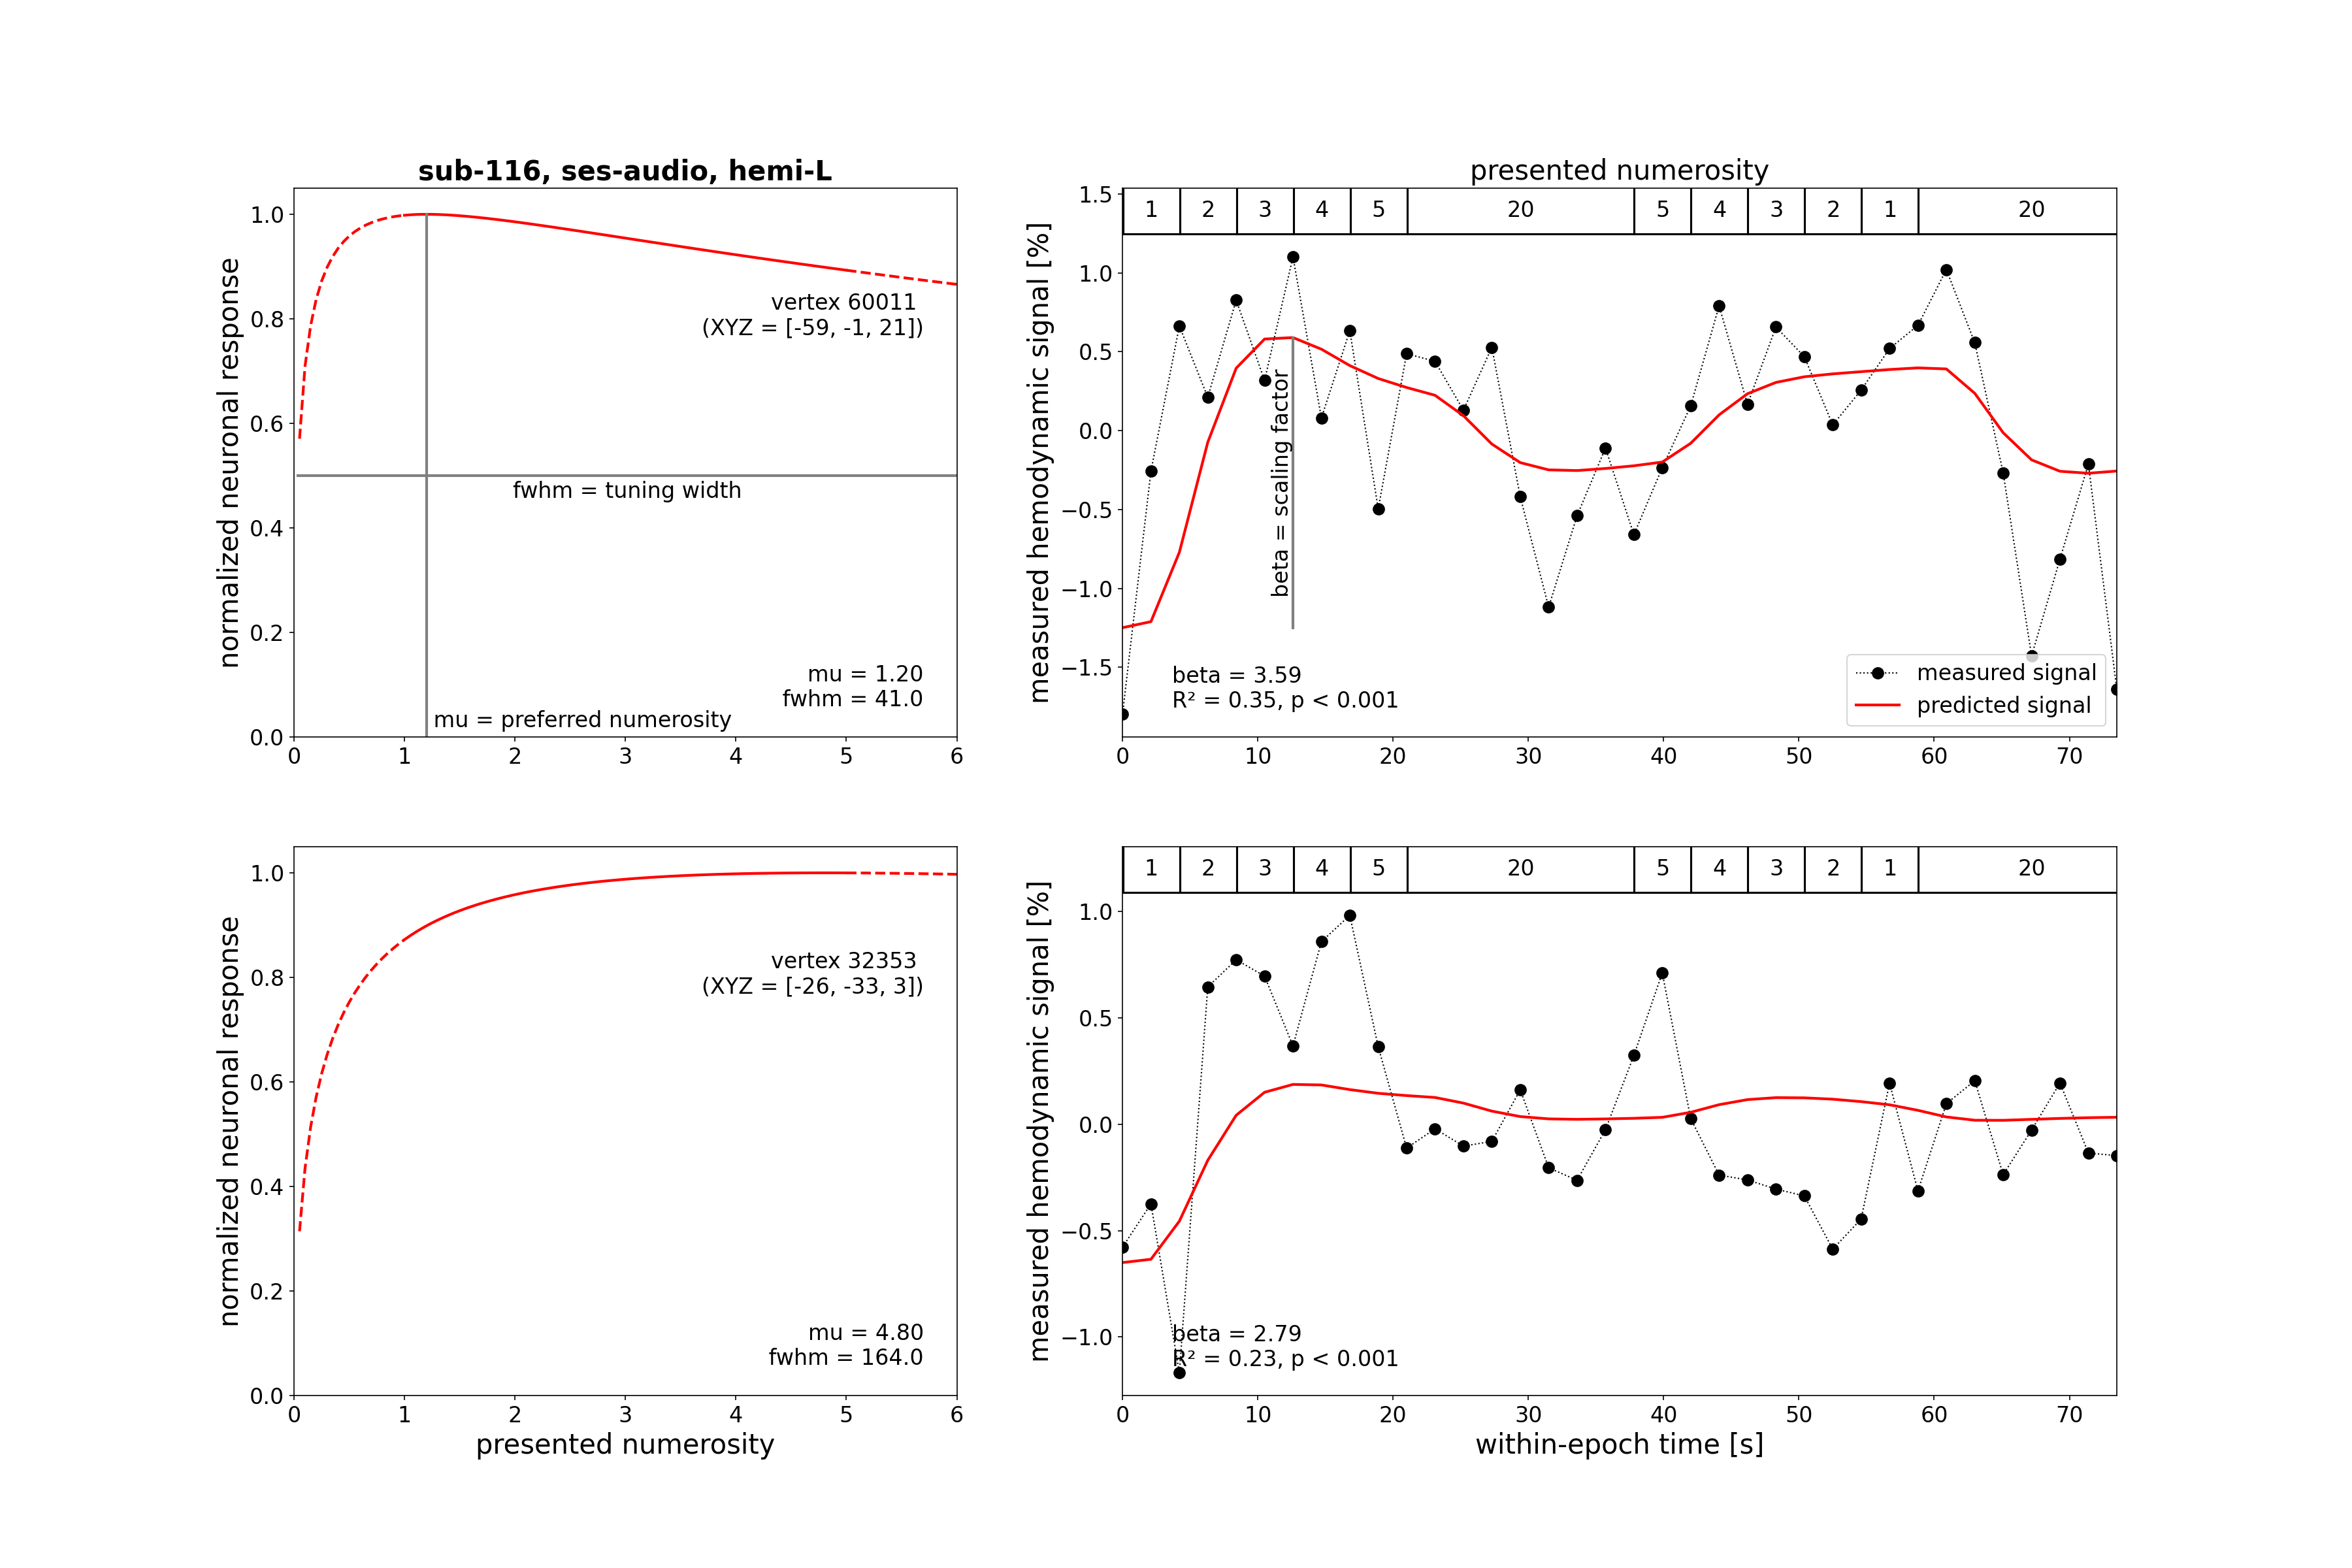 sub-116, ses-audio, hemi-L
normalized neuronal response
1.0
0.8
0.6
0.4
0.2
0.0
vertex 60011
(XYZ = [-59, -1, 21])
fwhm = tuning width
mu = 1.20
fwhm = 41.0
mu = preferred numerosity
0 1 2 3 4 5 6
presented numerosity
measured hemodynamic signal [%]
1.5
1.0
0.5
0.0
−0.5
−1.0
−1.5
1 2 3 4 5 20 5 4 3 2 1 20
beta = scaling factor
beta = 3.59
R² = 0.35, p < 0.001
measured signal
predicted signal
0 10 20 30 40 50 60 70
normalized neuronal response
1.0
0.8
0.6
0.4
0.2
0.0
vertex 32353
(XYZ = [-26, -33, 3])
mu = 4.80
fwhm = 164.0
0 1 2 3 4 5 6
presented numerosity
measured hemodynamic signal [%]
1.0
0.5
0.0
−0.5
−1.0
1 2 3 4 5 20 5 4 3 2 1 20
beta = 2.79
R² = 0.23, p < 0.001
0 10 20 30 40 50 60 70
within-epoch time [s]